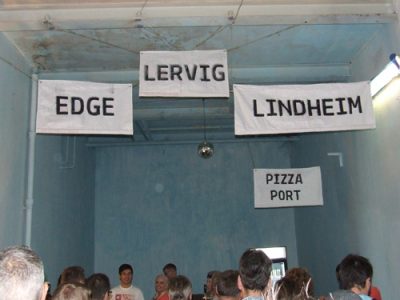 LERVIG
EDGE
LINDHEIM
PIZZA
PORT